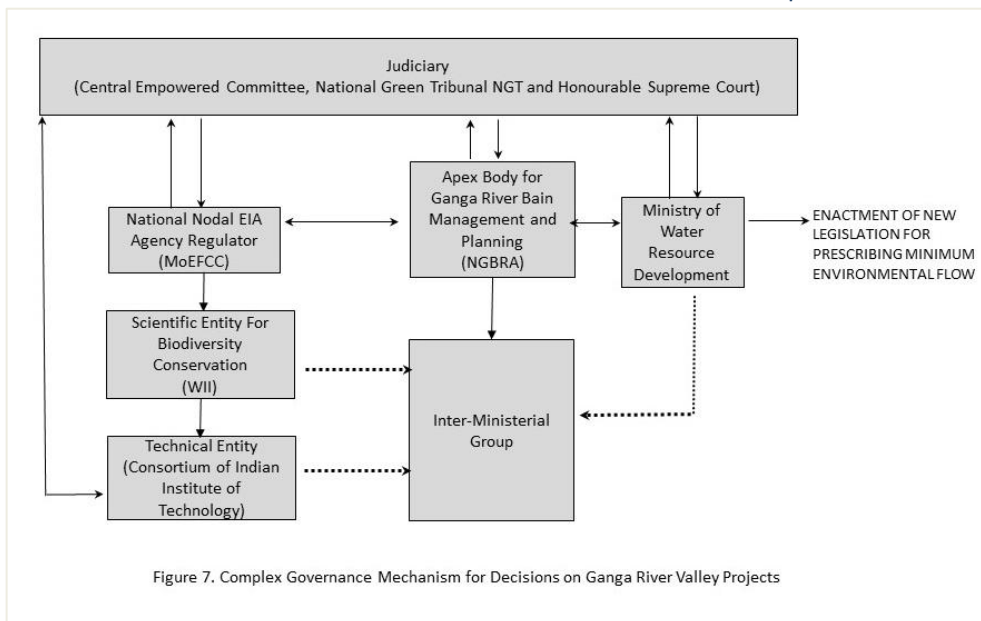 Judiciary
(Central Empowered Committee, National Green Tribunal NGT and Honourable Supreme Court)
National Nodal EIA
Agency Regulator
(MoEFCC)
Apex Body for
Ganga River Bain
Management and
Planning
(NGBRA)
Ministry of
Water
Resource
Development
ENACTMENT OF NEW
LEGISLATION FOR
PRESCRIBING MINIMUM
ENVIRONMENTAL FLOW
Scientific Entity For
Biodiversity
Conservation
(WII)
Inter-Ministerial
Group
Technical Entity
(Consortium of Indian
Institute of
Technology)
Figure 7. Complex Governance Mechanism for Decisions on Ganga River Valley Projects